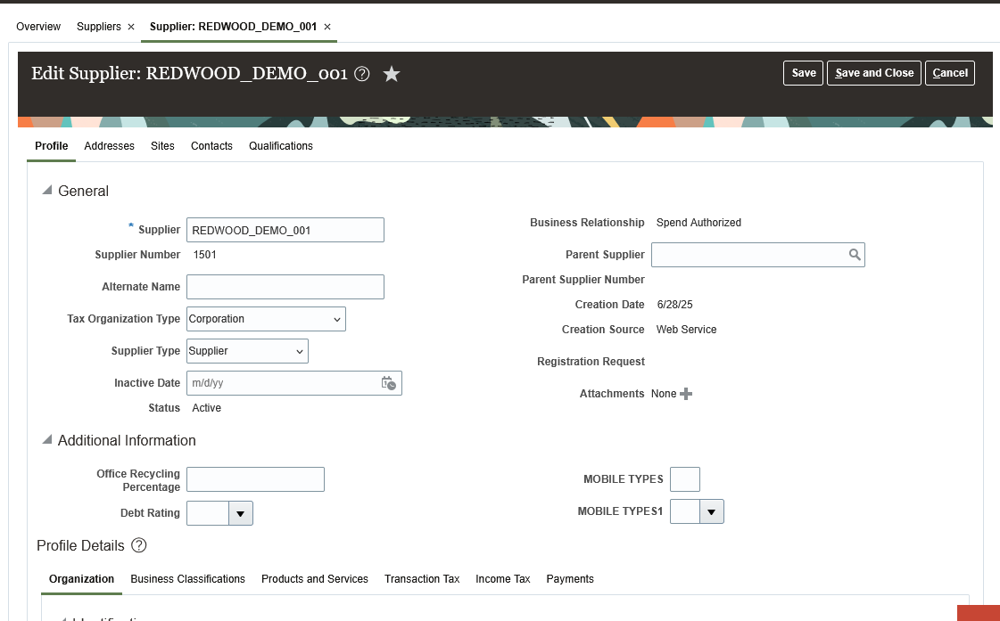 Overview Suppliers × Supplier: REDWOOD_DEMO_001 ×
Edit Supplier: REDWOOD_DEMO_001 ? Save Save and Close Cancel
Profile Addresses Sites Contacts Qualifications
General
* Supplier REDWOOD_DEMO_001
Supplier Number 1501
Alternate Name
Tax Organization Type Corporation
Supplier Type Supplier
Inactive Date m/d/yy
Status Active
Business Relationship Spend Authorized
Parent Supplier
Parent Supplier Number
Creation Date 6/28/25
Creation Source Web Service
Registration Request
Attachments None
Additional Information
Office Recycling
Percentage
Debt Rating
MOBILE TYPES
MOBILE TYPES1
Profile Details ?
Organization Business Classifications Products and Services Transaction Tax Income Tax Payments